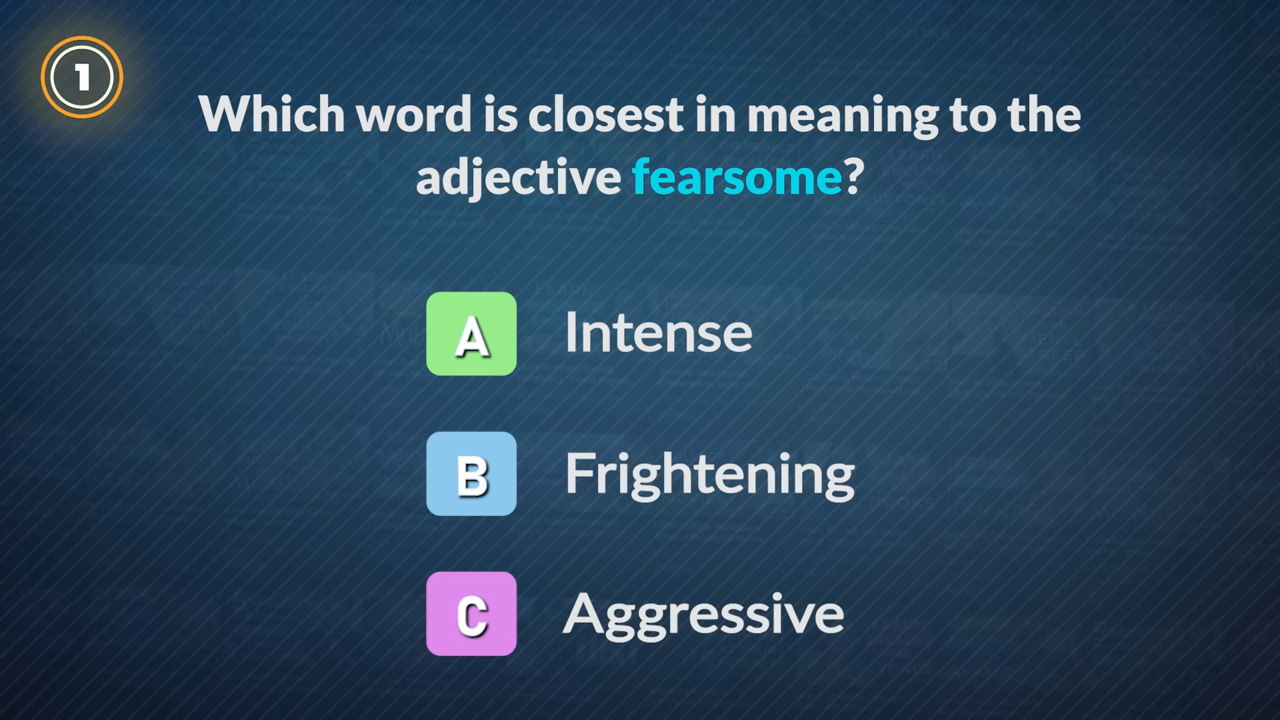 1
Which word is closest in meaning to the
adjective fearsome?
A Intense
B Frightening
C Aggressive